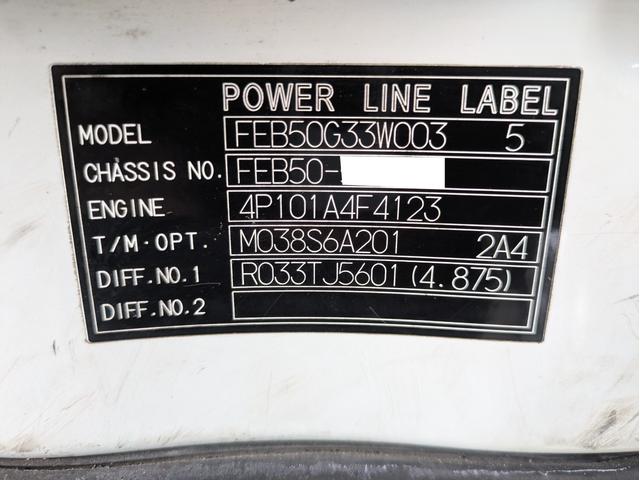 POWER LINE LABEL
MODEL FEB50G33W003 5
CHASSIS NO. FEB50-
ENGINE 4P101A4F4123
T/M·OPT. M038S6A201 2A4
DIFF.NO.1 R033TJ5601(4.875)
DIFF.NO.2